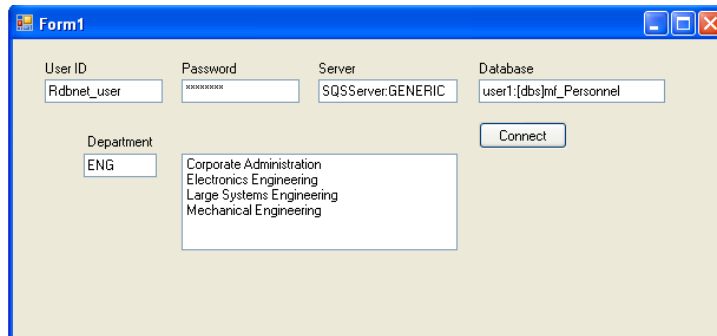 Form1
User ID Password Server Database
Rdbnet_user ******** SQSServer:GENERIC user1:[dbs]mf_Personnel
Connect
Department
ENG
Corporate Administration
Electronics Engineering
Large Systems Engineering
Mechanical Engineering